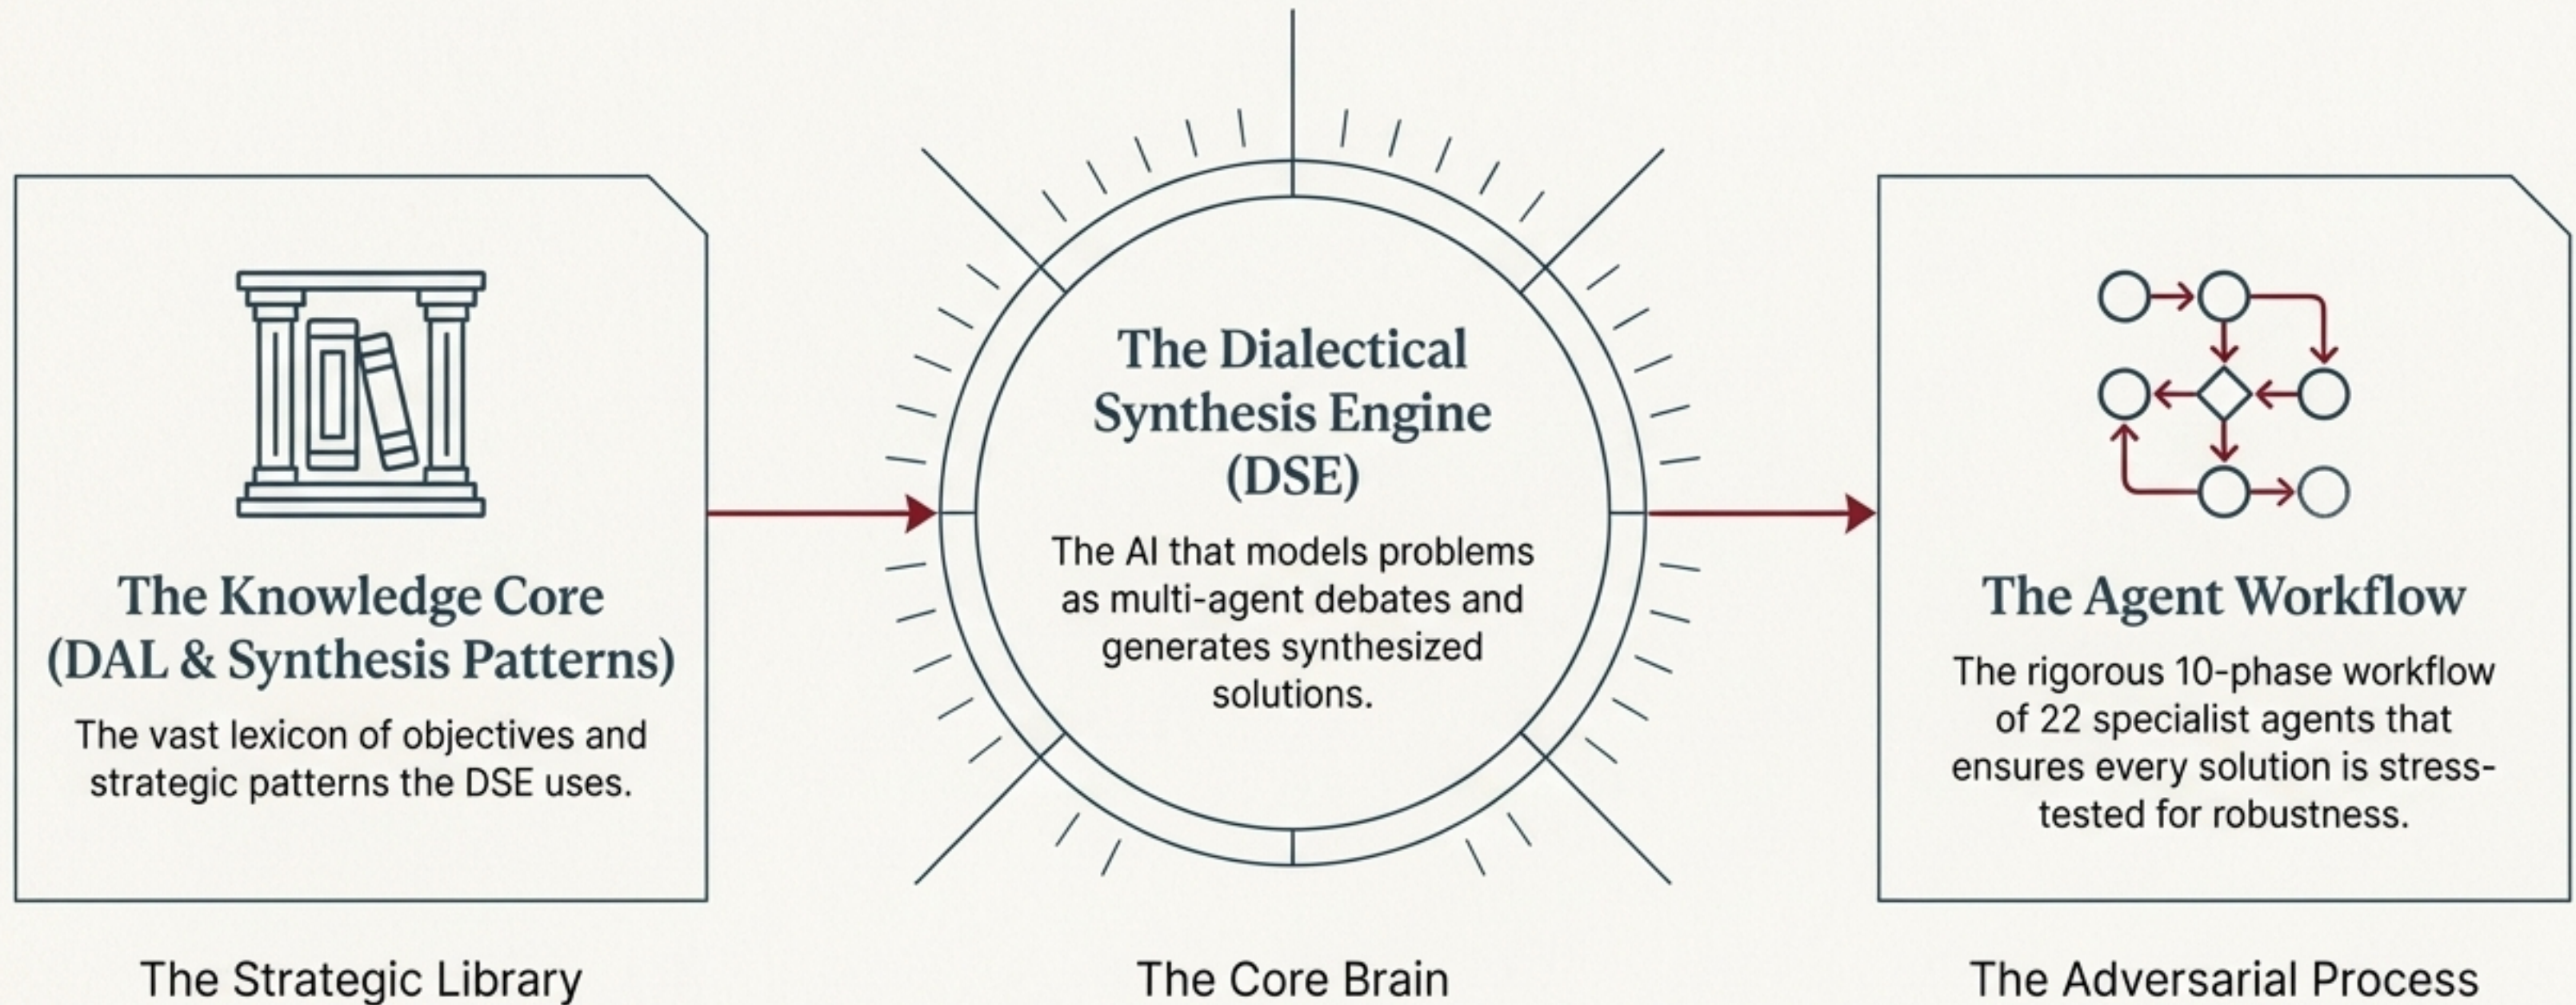 The Knowledge Core
(DAL & Synthesis Patterns)
The vast lexicon of objectives and
strategic patterns the DSE uses.
The Strategic Library
The Dialectical
Synthesis Engine
(DSE)
The AI that models problems
as multi-agent debates and
generates synthesized
solutions.
The Core Brain
The Agent Workflow
The rigorous 10-phase workflow
of 22 specialist agents that
ensures every solution is stress-
tested for robustness.
The Adversarial Process